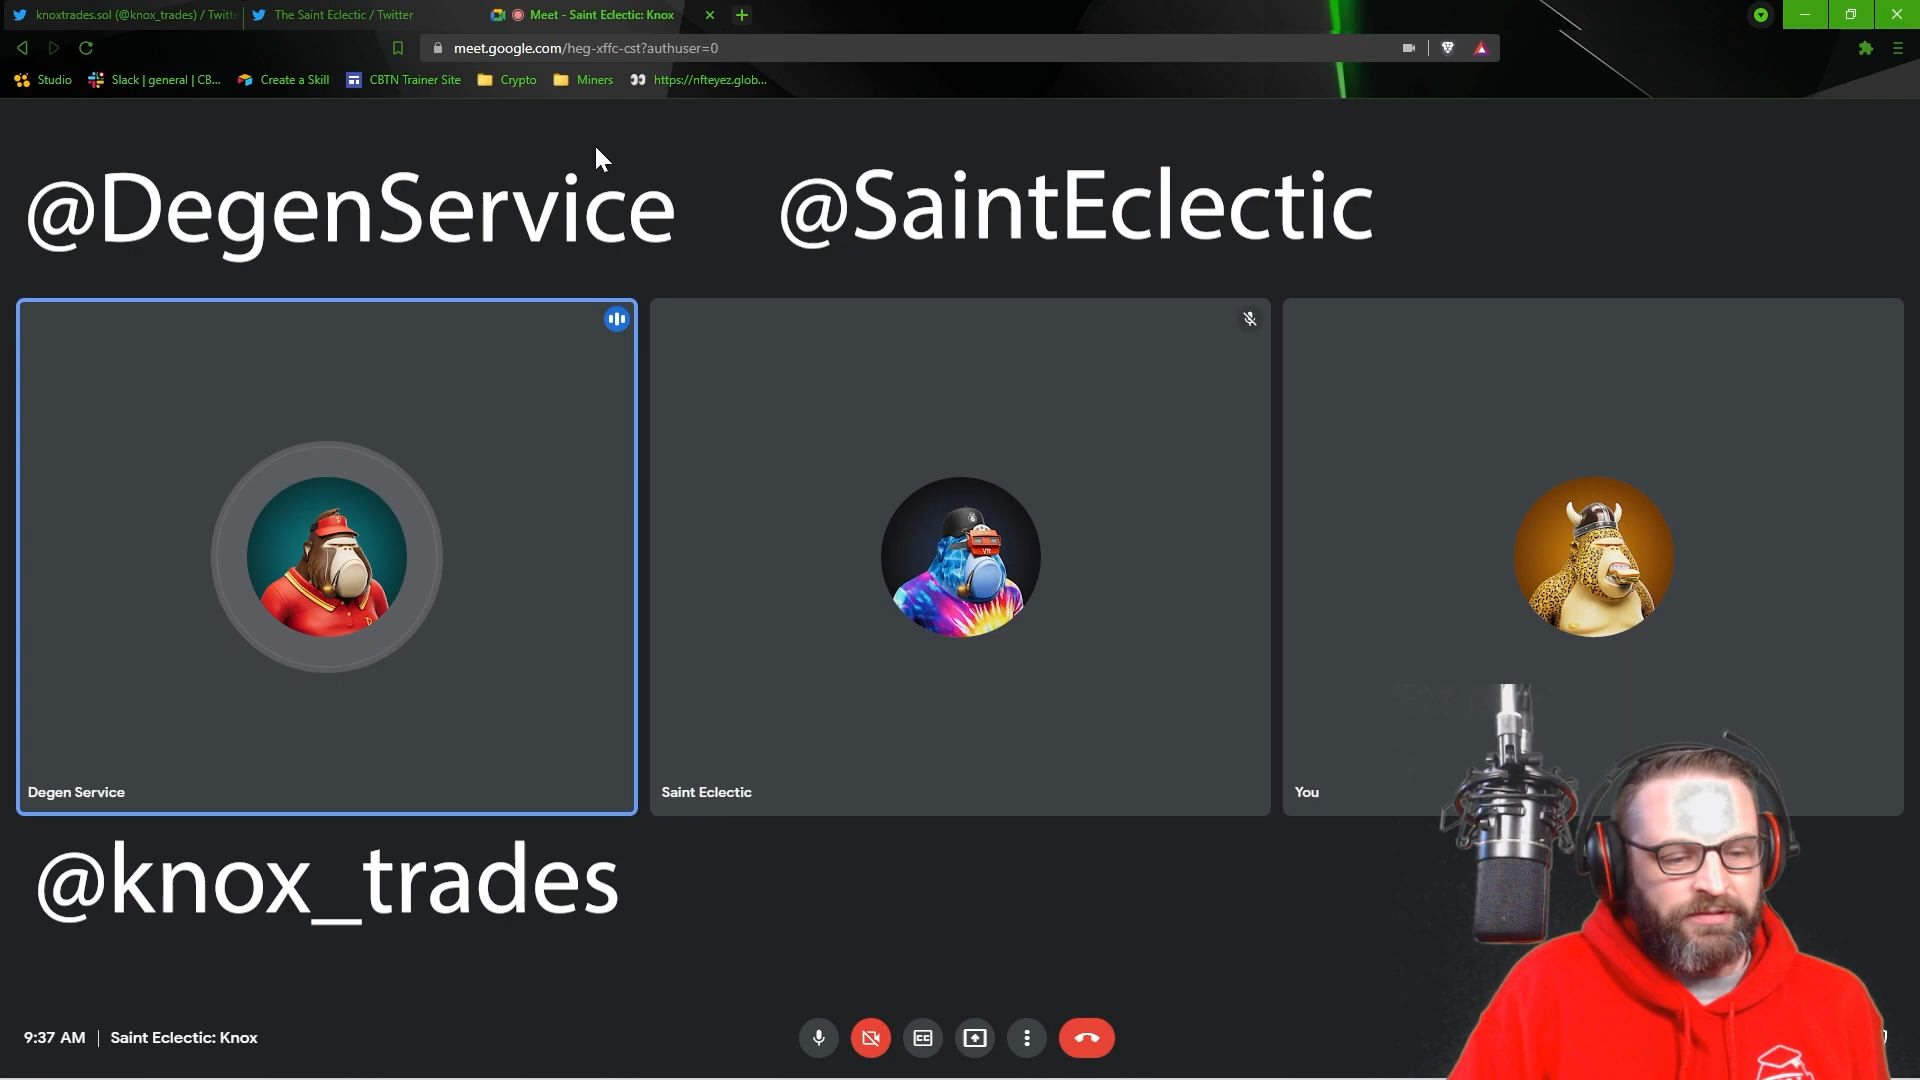 knoxtrades.sol (@knox_trades) / Twitt
The Saint Eclectic / Twitter
Meet - Saint Eclectic: Knox
meet.google.com/heg-xffc-cst?authuser=0
Studio
Slack | general | CB...
Create a Skill
CBTN Trainer Site
Crypto
Miners
https://nfteyez.glob...
@DegenService
@SaintEclectic
VR
Degen Service
Saint Eclectic
You
@knox_trades
9:37 AM | Saint Eclectic: Knox
CC